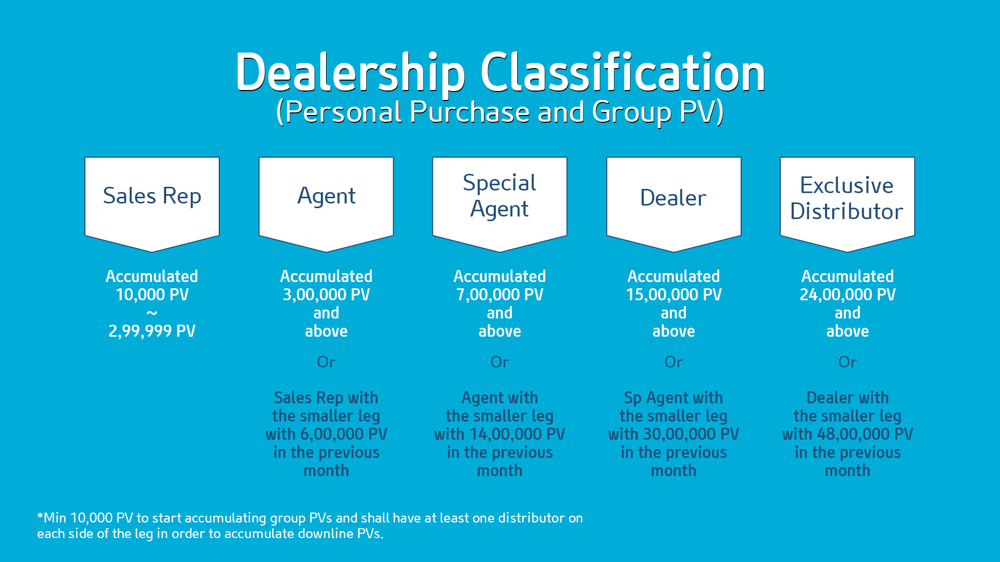 Dealership Classification
(Personal Purchase and Group PV)
Sales Rep
Accumulated
10,000 PV
~
2,99,999 PV
Agent
Accumulated
3,00,000 PV
and
above
Or
Sales Rep with
the smaller leg
with 6,00,000 PV
in the previous
month
Special
Agent
Accumulated
7,00,000 PV
and
above
Or
Agent with
the smaller leg
with 14,00,000 PV
in the previous
month
Dealer
Accumulated
15,00,000 PV
and
above
Or
Sp Agent with
the smaller leg
with 30,00,000 PV
in the previous
month
Exclusive
Distributor
Accumulated
24,00,000 PV
and
above
Or
Dealer with
the smaller leg
with 48,00,000 PV
in the previous
month
*Min 10,000 PV to start accumulating group PVs and shall have at least one distributor on
each side of the leg in order to accumulate downline PVs.